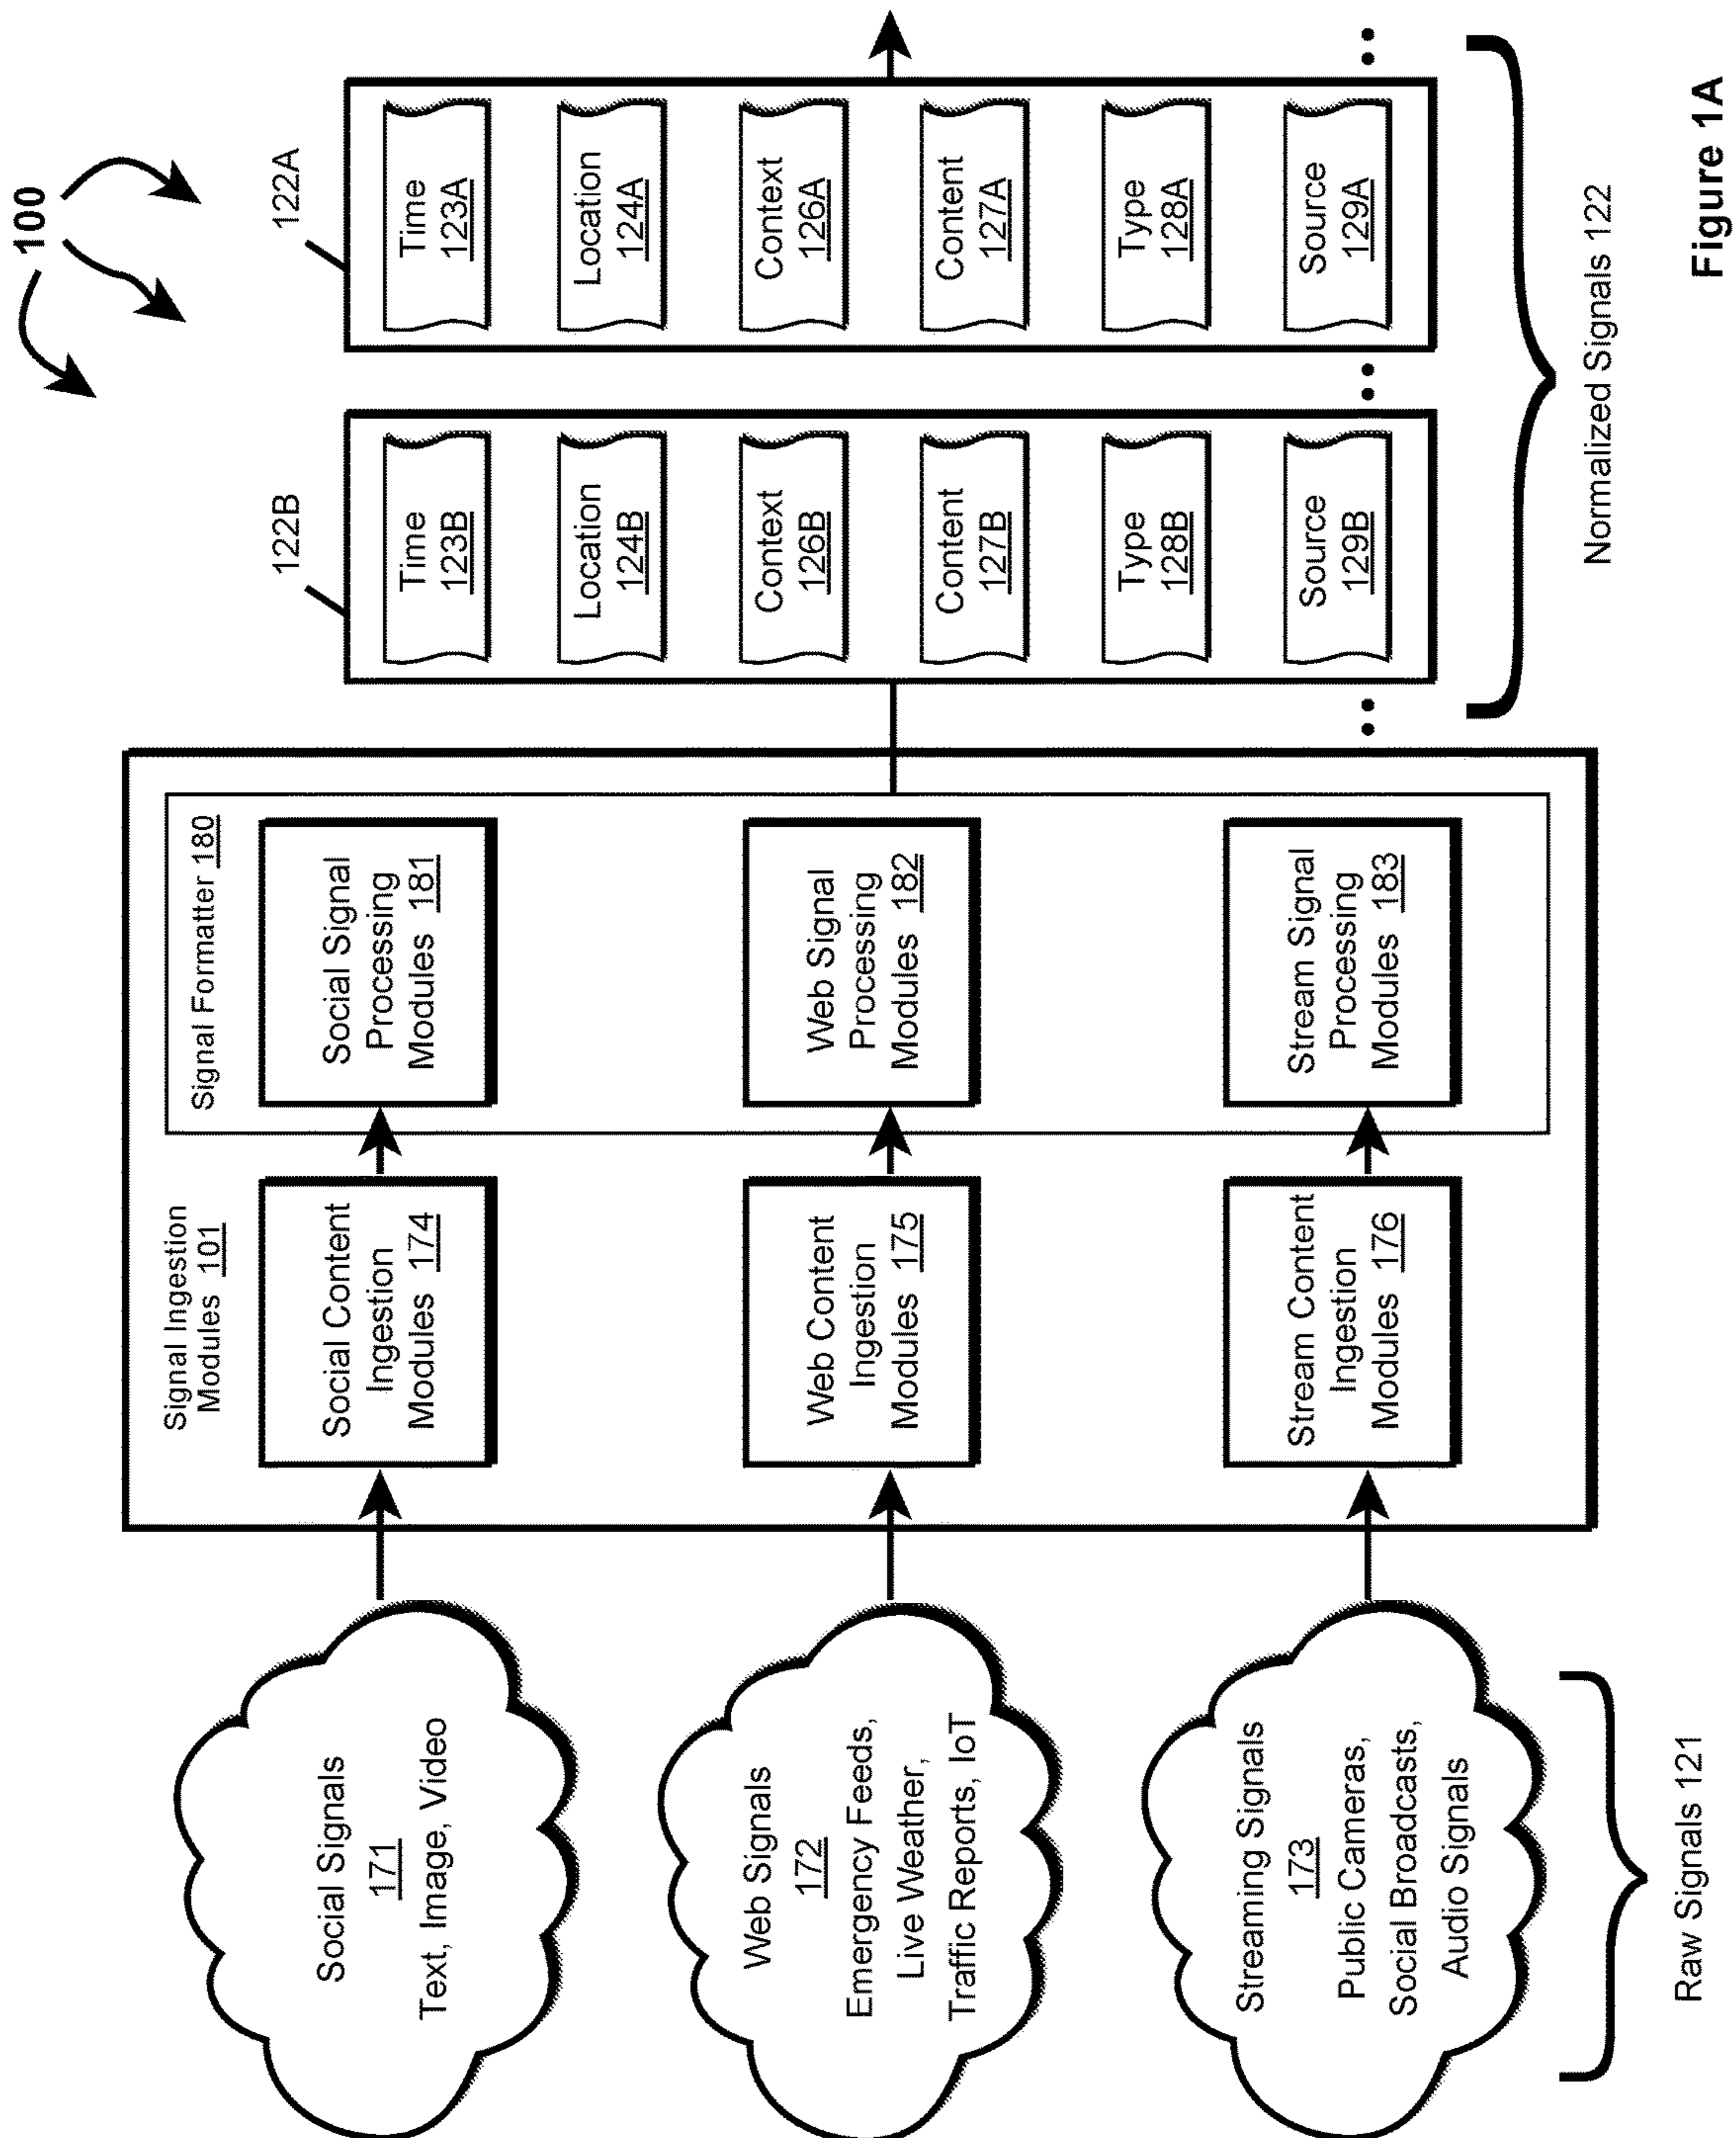 100
Social Signals
171
Text, Image, Video
Web Signals
172
Emergency Feeds,
Live Weather,
Traffic Reports, IoT
Streaming Signals
173
Public Cameras,
Social Broadcasts,
Audio Signals
Raw Signals 121
Signal Ingestion
Modules 101
Social Content
Ingestion
Modules 174
Web Content
Ingestion
Modules 175
Stream Content
Ingestion
Modules 176
Signal Formatter 180
Social Signal
Processing
Modules 181
Web Signal
Processing
Modules 182
Stream Signal
Processing
Modules 183
122B
Time
123B
Location
124B
Context
126B
Content
127B
Type
128B
Source
129B
122A
Time
123A
Location
124A
Context
126A
Content
127A
Type
128A
Source
129A
Normalized Signals 122
Figure 1A